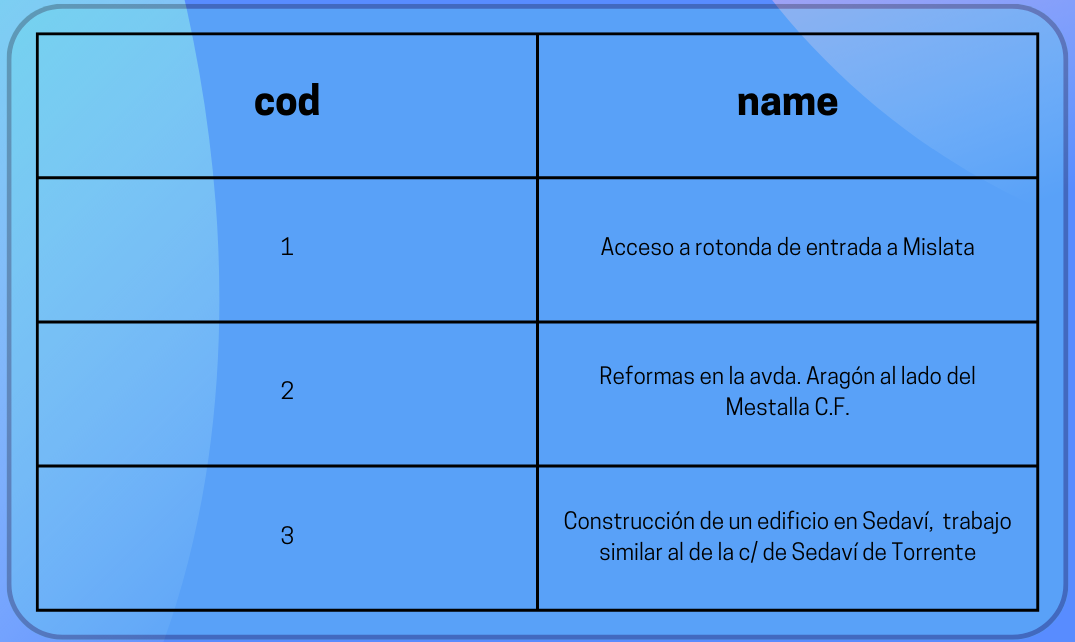 cod name
1 Acceso a rotonda de entrada a Mislata
2 Reformas en la avda. Aragón al lado del
Mestalla C.F.
3 Construcción de un edificio en Sedaví, trabajo
similar al de la c/ de Sedaví de Torrente